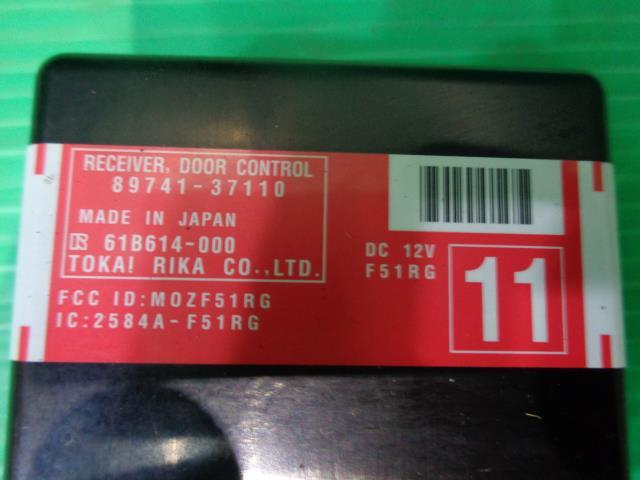 RECEIVER, DOOR CONTROL
89741-37110
MADE IN JAPAN
61B614-000
TOKAI RIKA CO.,LTD.
DC 12V
F51RG
11
FCC ID:MOZF51RG
IC:2584A-F51RG